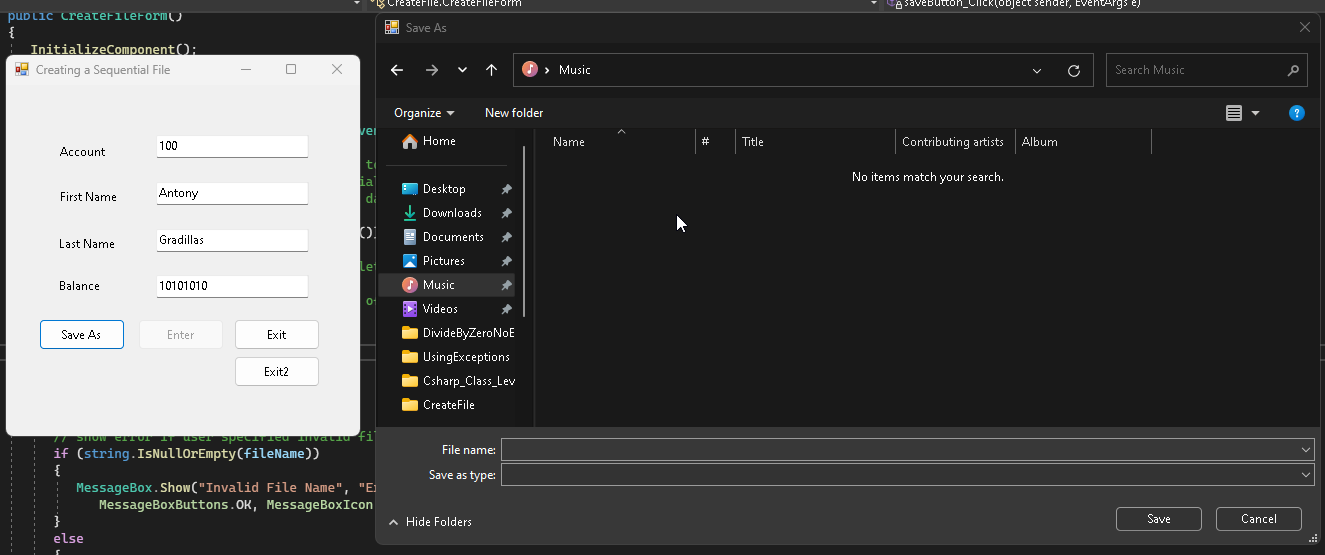 CreateFile.CreateFileForm
saveButton_Click(object sender, EventArgs e)
public CreateFileForm()
{
InitializeComponent();
Creating a Sequential File
Account
100
First Name
Antony
Last Name
Gradillas
Balance
10101010
Save As
Enter
Exit
Exit2
// show error if user specified invalid fil
if (string.IsNullOrEmpty(fileName))
{
MessageBox.Show("Invalid File Name", "E
MessageBoxButtons.OK, MessageBoxIcon
}
else
{
Save As
Music
Search Music
Organize
New folder
?
Home
Name
#
Title
Contributing artists
Album
No items match your search.
Desktop
Downloads
Documents
Pictures
Music
Videos
DivideByZeroNoE
UsingExceptions
Csharp_Class_Lev
CreateFile
File name:
Save as type:
Hide Folders
Save
Cancel